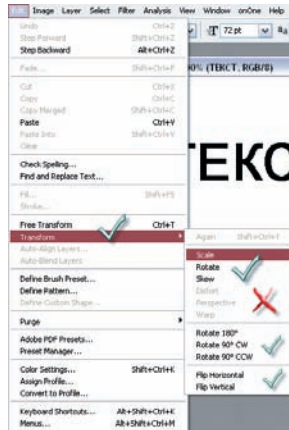 Image Layer Select Filter Analysis View Window onOne Help
72 pt
0% (ТЕКСТ, RGB/8)
ТЕКС
Undo Ctrl+Z
Step Forward Shift+Ctrl+Z
Step Backward Alt+Ctrl+Z
Fade... Shift+Ctrl+F
Cut Ctrl+X
Copy Ctrl+C
Copy Merged Shift+Ctrl+C
Paste Ctrl+V
Paste Into Shift+Ctrl+V
Clear
Check Spelling...
Find and Replace Text...
Fill... Shift+F5
Stroke...
Free Transform Ctrl+T
Transform
Auto-Align Layers...
Auto-Blend Layers
Define Brush Preset...
Define Pattern...
Define Custom Shape...
Purge
Adobe PDF Presets...
Preset Manager...
Color Settings... Shift+Ctrl+K
Assign Profile...
Convert to Profile...
Keyboard Shortcuts... Alt+Shift+Ctrl+K
Menus... Alt+Shift+Ctrl+M
Again Shift+Ctrl+T
Scale
Rotate
Skew
Distort
Perspective
Warp
Rotate 180°
Rotate 90° CW
Rotate 90° CCW
Flip Horizontal
Flip Vertical